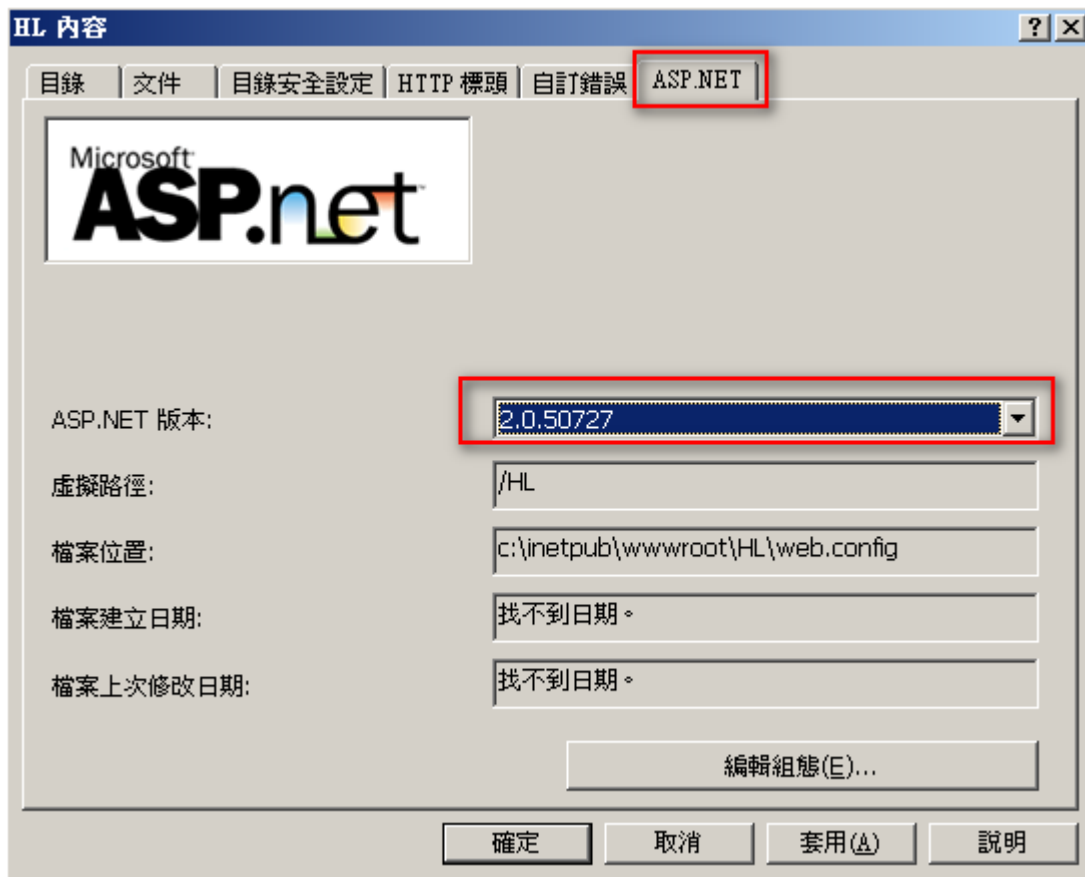 HL 內容
目錄 文件 目錄安全設定 HTTP 標頭 自訂錯誤 ASP.NET
Microsoft
ASP.net
ASP.NET 版本: 2.0.50727
虛擬路徑: /HL
檔案位置: c:\inetpub\wwwroot\HL\web.config
檔案建立日期: 找不到日期。
檔案上次修改日期: 找不到日期。
編輯組態(E)...
確定 取消 套用(A) 說明